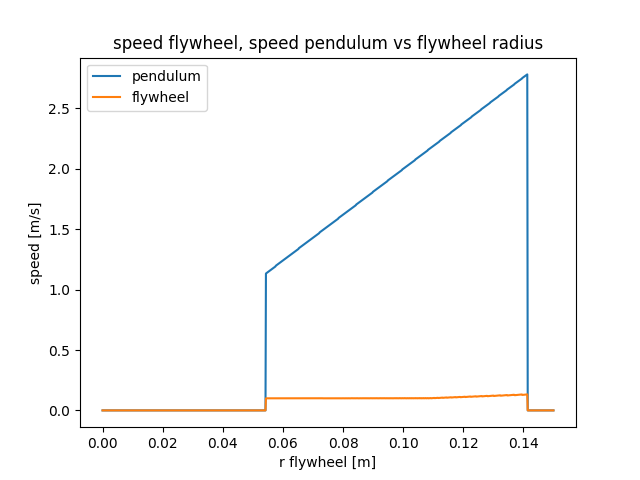 speed flywheel, speed pendulum vs flywheel radius
pendulum
flywheel
2.5
2.0
1.5
1.0
0.5
0.0
speed [m/s]
0.00 0.02 0.04 0.06 0.08 0.10 0.12 0.14
r flywheel [m]